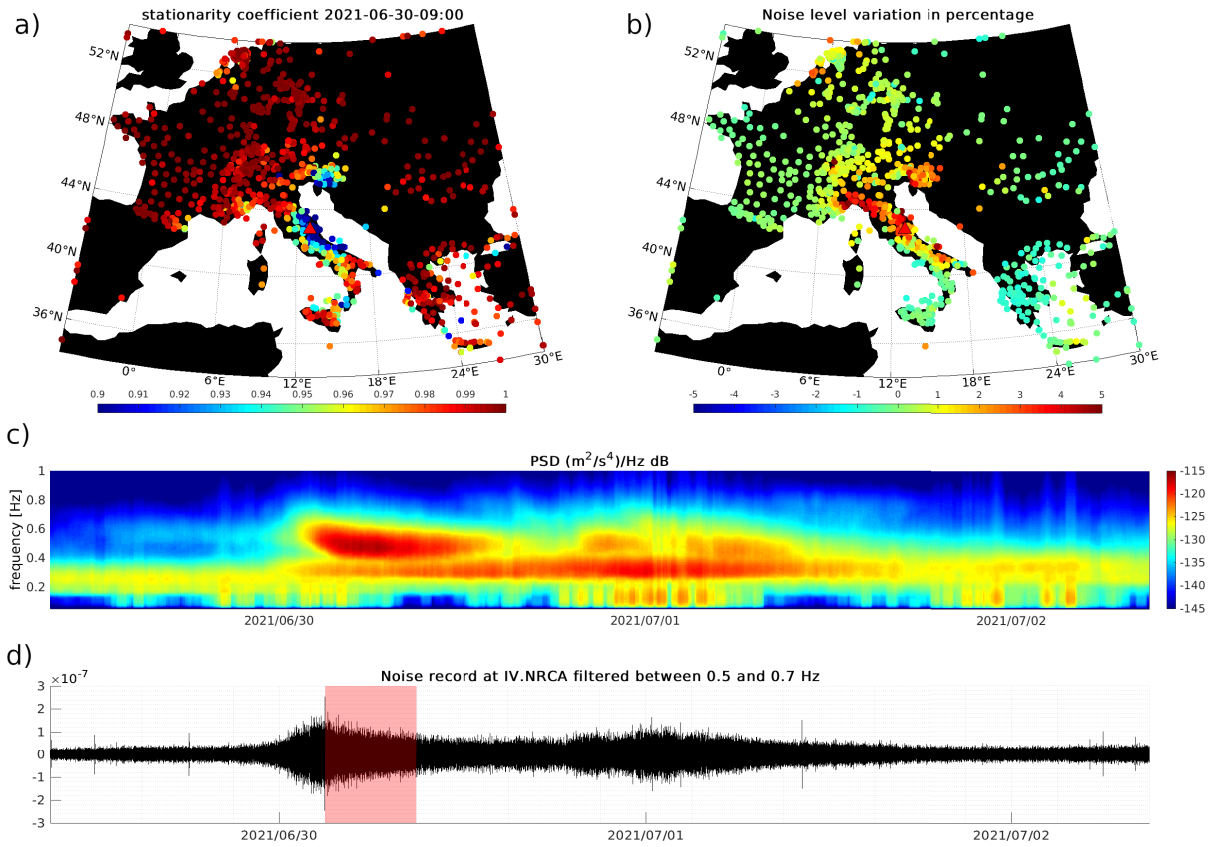 a)
stationarity coefficient 2021-06-30-09:00
52°N
48°N
44°N
40°N
36°N
0°
6°E
12°E
18°E
24°E
30°E
0.9 0.91 0.92 0.93 0.94 0.95 0.96 0.97 0.98 0.99 1
b)
Noise level variation in percentage
52°N
48°N
44°N
40°N
36°N
0°
6°E
12°E
18°E
24°E
30°E
-5 -4 -3 -2 -1 0 1 2 3 4 5
c)
PSD (m²/s⁴)/Hz dB
frequency [Hz]
1
0.8
0.6
0.4
0.2
2021/06/30 2021/07/01 2021/07/02
-115
-120
-125
-130
-135
-140
-145
d)
Noise record at IV.NRCA filtered between 0.5 and 0.7 Hz
×10⁻⁷
3
2
1
0
-1
-2
-3
2021/06/30 2021/07/01 2021/07/02